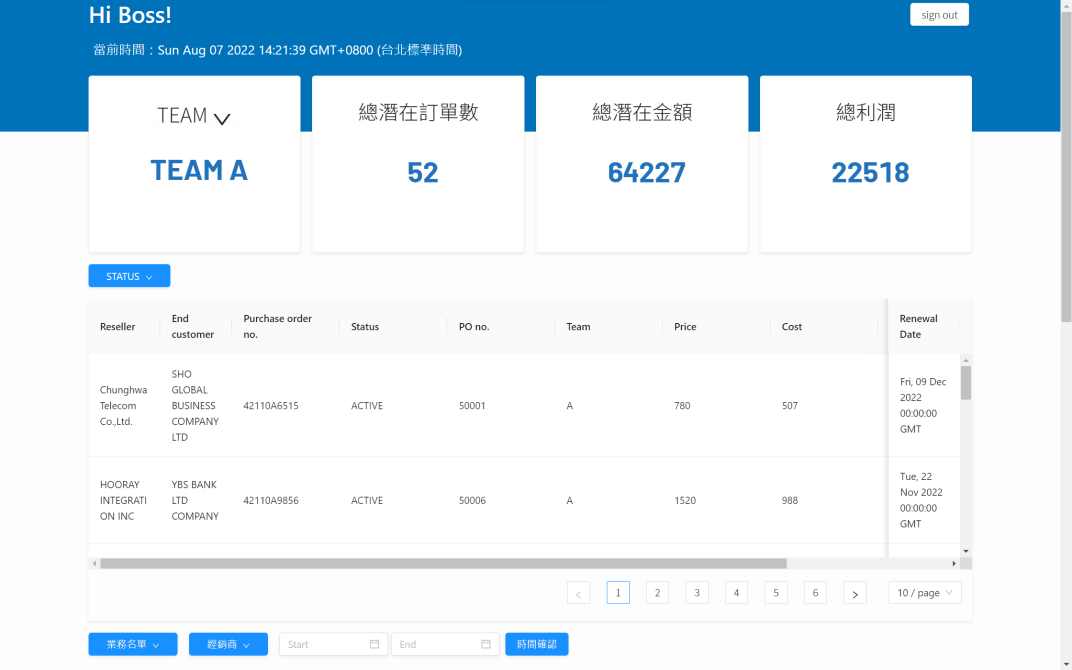 Hi Boss!
sign out
當前時間：Sun Aug 07 2022 14:21:39 GMT+0800 (台北標準時間)
TEAM
TEAM A
總潛在訂單數
52
總潛在金額
64227
總利潤
22518
STATUS
Reseller
End
customer
Purchase order
no.
Status
PO no.
Team
Price
Cost
Renewal
Date
Chunghwa
Telecom
Co.,Ltd.
SHO
GLOBAL
BUSINESS
COMPANY
LTD
42110A6515
ACTIVE
50001
A
780
507
Fri, 09 Dec
2022
00:00:00
GMT
HOORAY
INTEGRATI
ON INC
YBS BANK
LTD
COMPANY
42110A9856
ACTIVE
50006
A
1520
988
Tue, 22
Nov 2022
00:00:00
GMT
1 2 3 4 5 6
10 / page
業務名單
經銷商
Start
End
時間確認